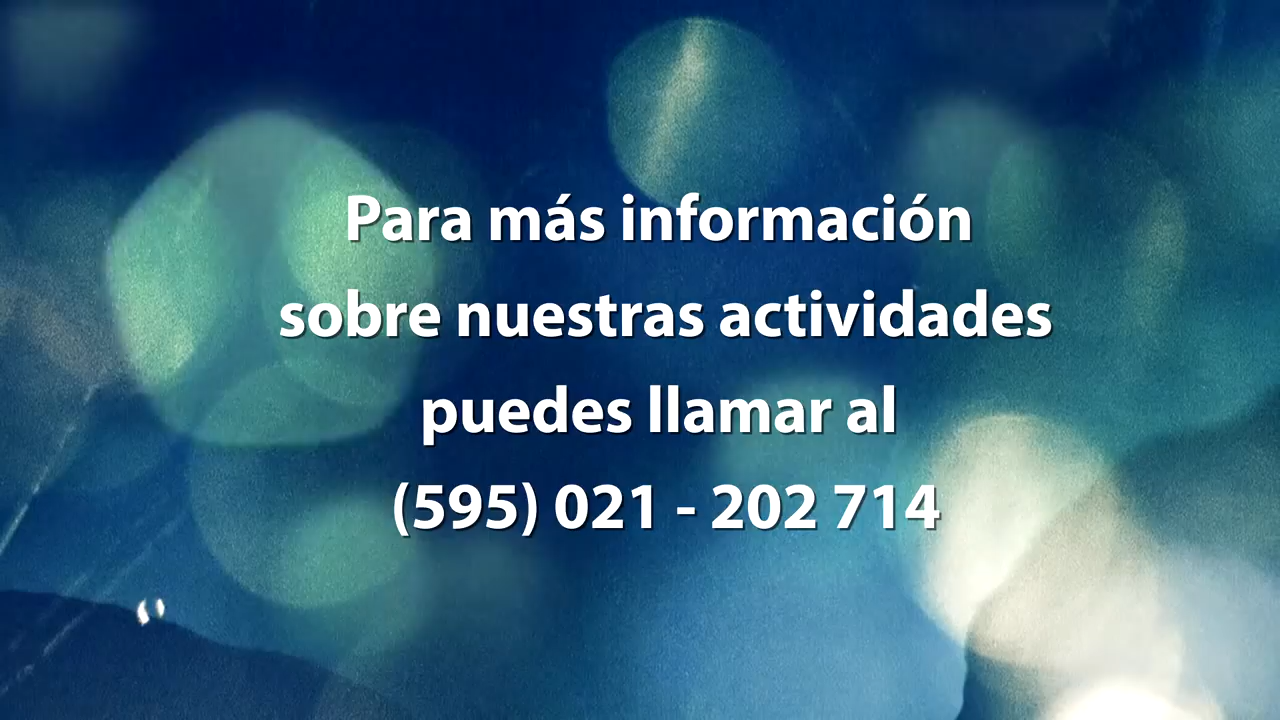 Para más información
sobre nuestras actividades
puedes llamar al
(595) 021 - 202 714